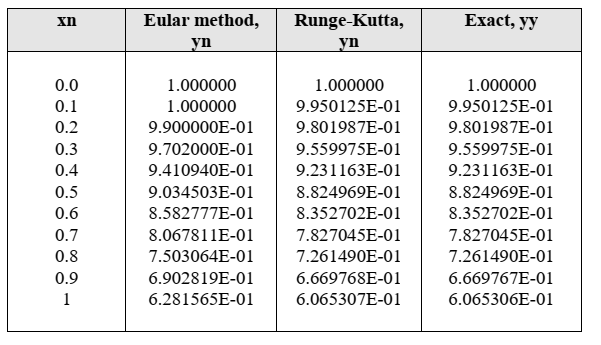 xn Eular method, yn Runge-Kutta, yn Exact, yy
0.0 1.000000 1.000000 1.000000
0.1 1.000000 9.950125E-01 9.950125E-01
0.2 9.900000E-01 9.801987E-01 9.801987E-01
0.3 9.702000E-01 9.559975E-01 9.559975E-01
0.4 9.410940E-01 9.231163E-01 9.231163E-01
0.5 9.034503E-01 8.824969E-01 8.824969E-01
0.6 8.582777E-01 8.352702E-01 8.352702E-01
0.7 8.067811E-01 7.827045E-01 7.827045E-01
0.8 7.503064E-01 7.261490E-01 7.261490E-01
0.9 6.902819E-01 6.669768E-01 6.669767E-01
1 6.281565E-01 6.065307E-01 6.065306E-01